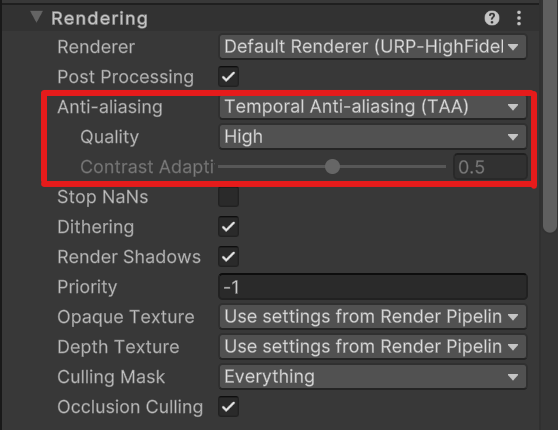 Rendering
Renderer Default Renderer (URP-HighFidel
Post Processing
Anti-aliasing Temporal Anti-aliasing (TAA)
Quality High
Contrast Adapti 0.5
Stop NaNs
Dithering
Render Shadows
Priority -1
Opaque Texture Use settings from Render Pipelin
Depth Texture Use settings from Render Pipelin
Culling Mask Everything
Occlusion Culling